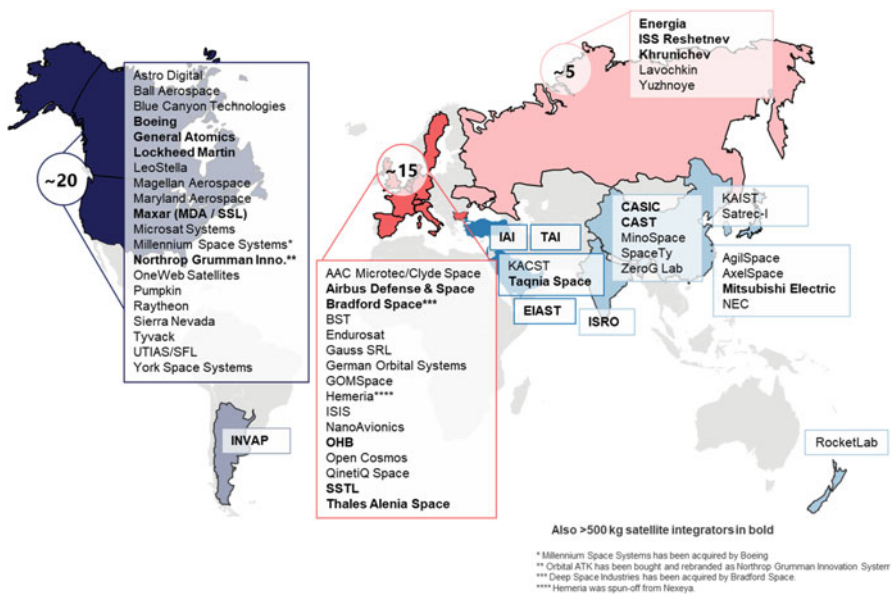 ~20
Astro Digital
Ball Aerospace
Blue Canyon Technologies
Boeing
General Atomics
Lockheed Martin
LeoStella
Magellan Aerospace
Maryland Aerospace
Maxar (MDA / SSL)
Microsat Systems
Millennium Space Systems*
Northrop Grumman Inno.**
OneWeb Satellites
Pumpkin
Raytheon
Sierra Nevada
Tyvack
UTIAS/SFL
York Space Systems
INVAP
~15
AAC Microtec/Clyde Space
Airbus Defense & Space
Bradford Space***
BST
Endurosat
Gauss SRL
German Orbital Systems
GOMSpace
Hemeria****
ISIS
NanoAvionics
OHB
Open Cosmos
QinetiQ Space
SSTL
Thales Alenia Space
~5
Energia
ISS Reshetnev
Khrunichev
Lavochkin
Yuzhnoye
IAI
TAI
KACST
Taqnia Space
EIAST
ISRO
CASIC
CAST
MinoSpace
SpaceTy
ZeroG Lab
KAIST
Satrec-I
AgilSpace
AxelSpace
Mitsubishi Electric
NEC
RocketLab
Also >500 kg satellite integrators in bold
* Millennium Space Systems has been acquired by Boeing
** Orbital ATK has been bought and rebranded as Northrop Grumman Innovation System
*** Deep Space Industries has been acquired by Bradford Space.
**** Hemeria was spun-off from Nexeya.